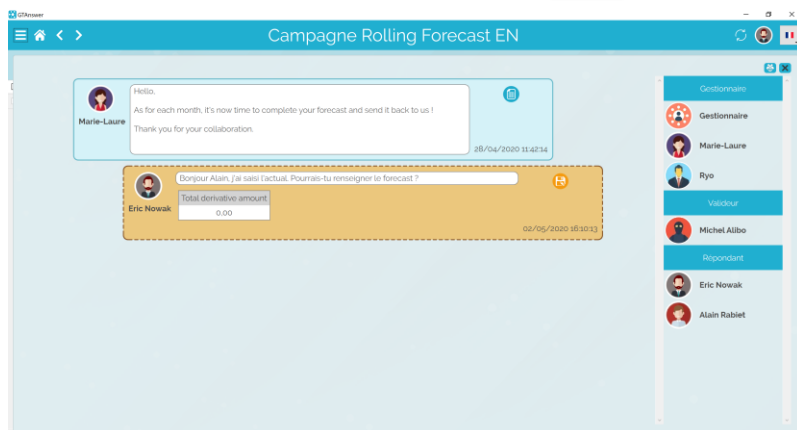 GTAnswer
Campagne Rolling Forecast EN
Hello,
As for each month, it's now time to complete your forecast and send it back to us !
Thank you for your collaboration.
Marie-Laure
28/04/2020 11:42:14
Bonjour Alain, j'ai saisi l'actual. Pourrais-tu renseigner le forecast ?
Eric Nowak
Total derivative amount
0.00
02/05/2020 16:10:13
Gestionnaire
Gestionnaire
Marie-Laure
Ryo
Valideur
Michel Alibo
Répondant
Eric Nowak
Alain Rabiet